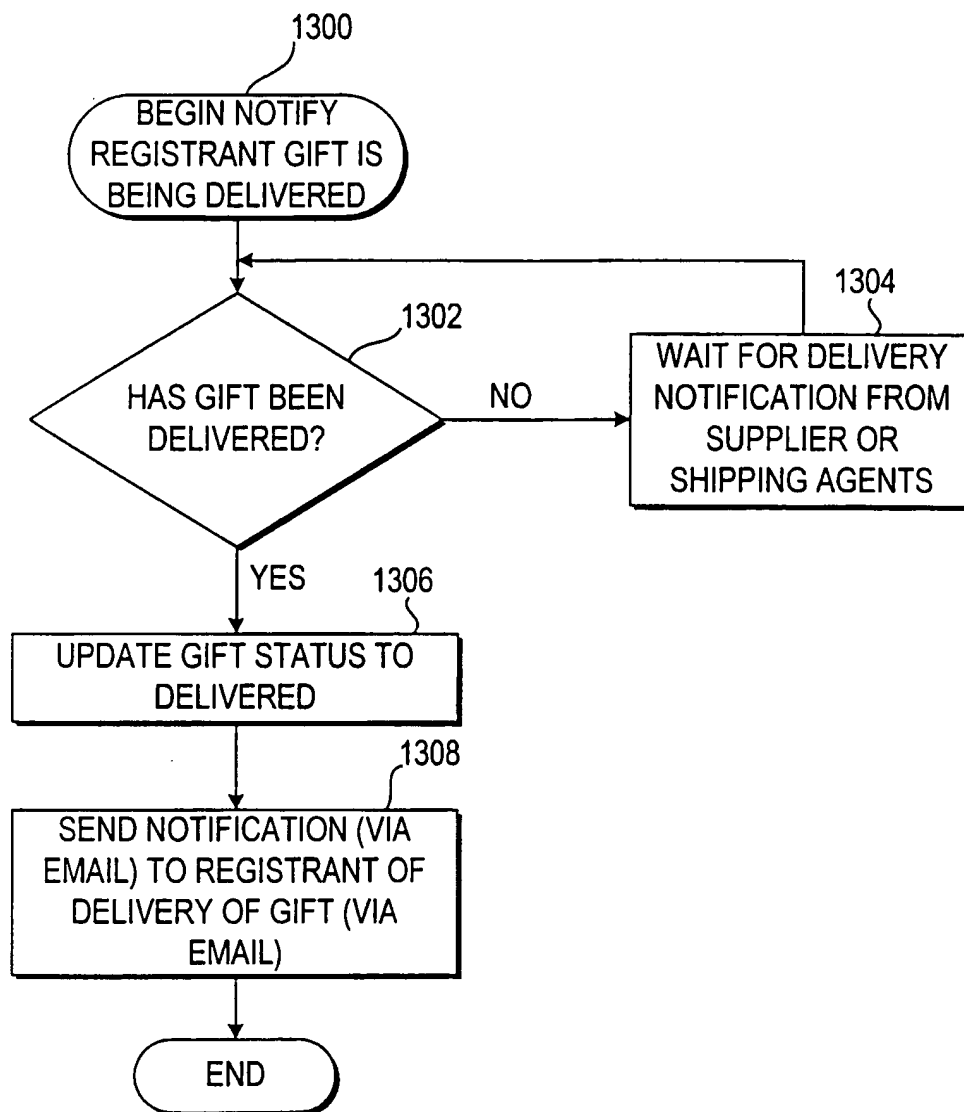 1300
BEGIN NOTIFY
REGISTRANT GIFT IS
BEING DELIVERED
1302
HAS GIFT BEEN
DELIVERED?
NO
1304
WAIT FOR DELIVERY
NOTIFICATION FROM
SUPPLIER OR
SHIPPING AGENTS
YES
1306
UPDATE GIFT STATUS TO
DELIVERED
1308
SEND NOTIFICATION (VIA
EMAIL) TO REGISTRANT OF
DELIVERY OF GIFT (VIA
EMAIL)
END